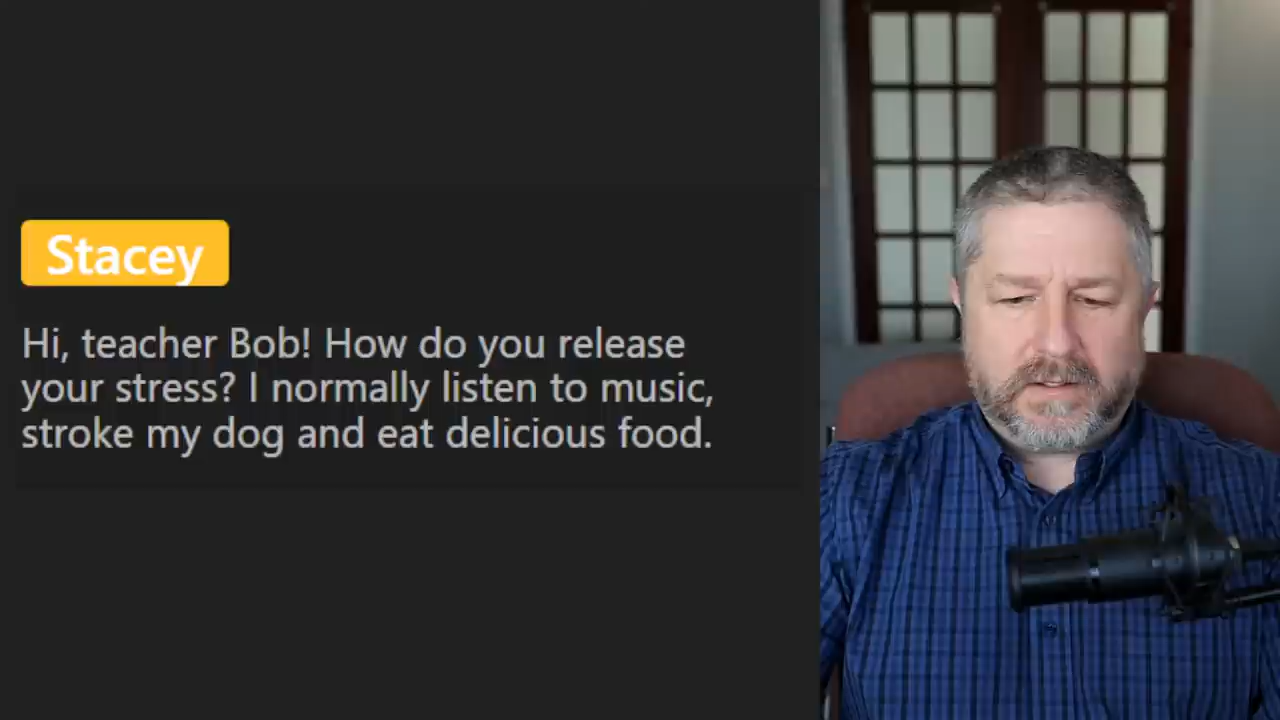 Stacey
Hi, teacher Bob! How do you release
your stress? I normally listen to music,
stroke my dog and eat delicious food.